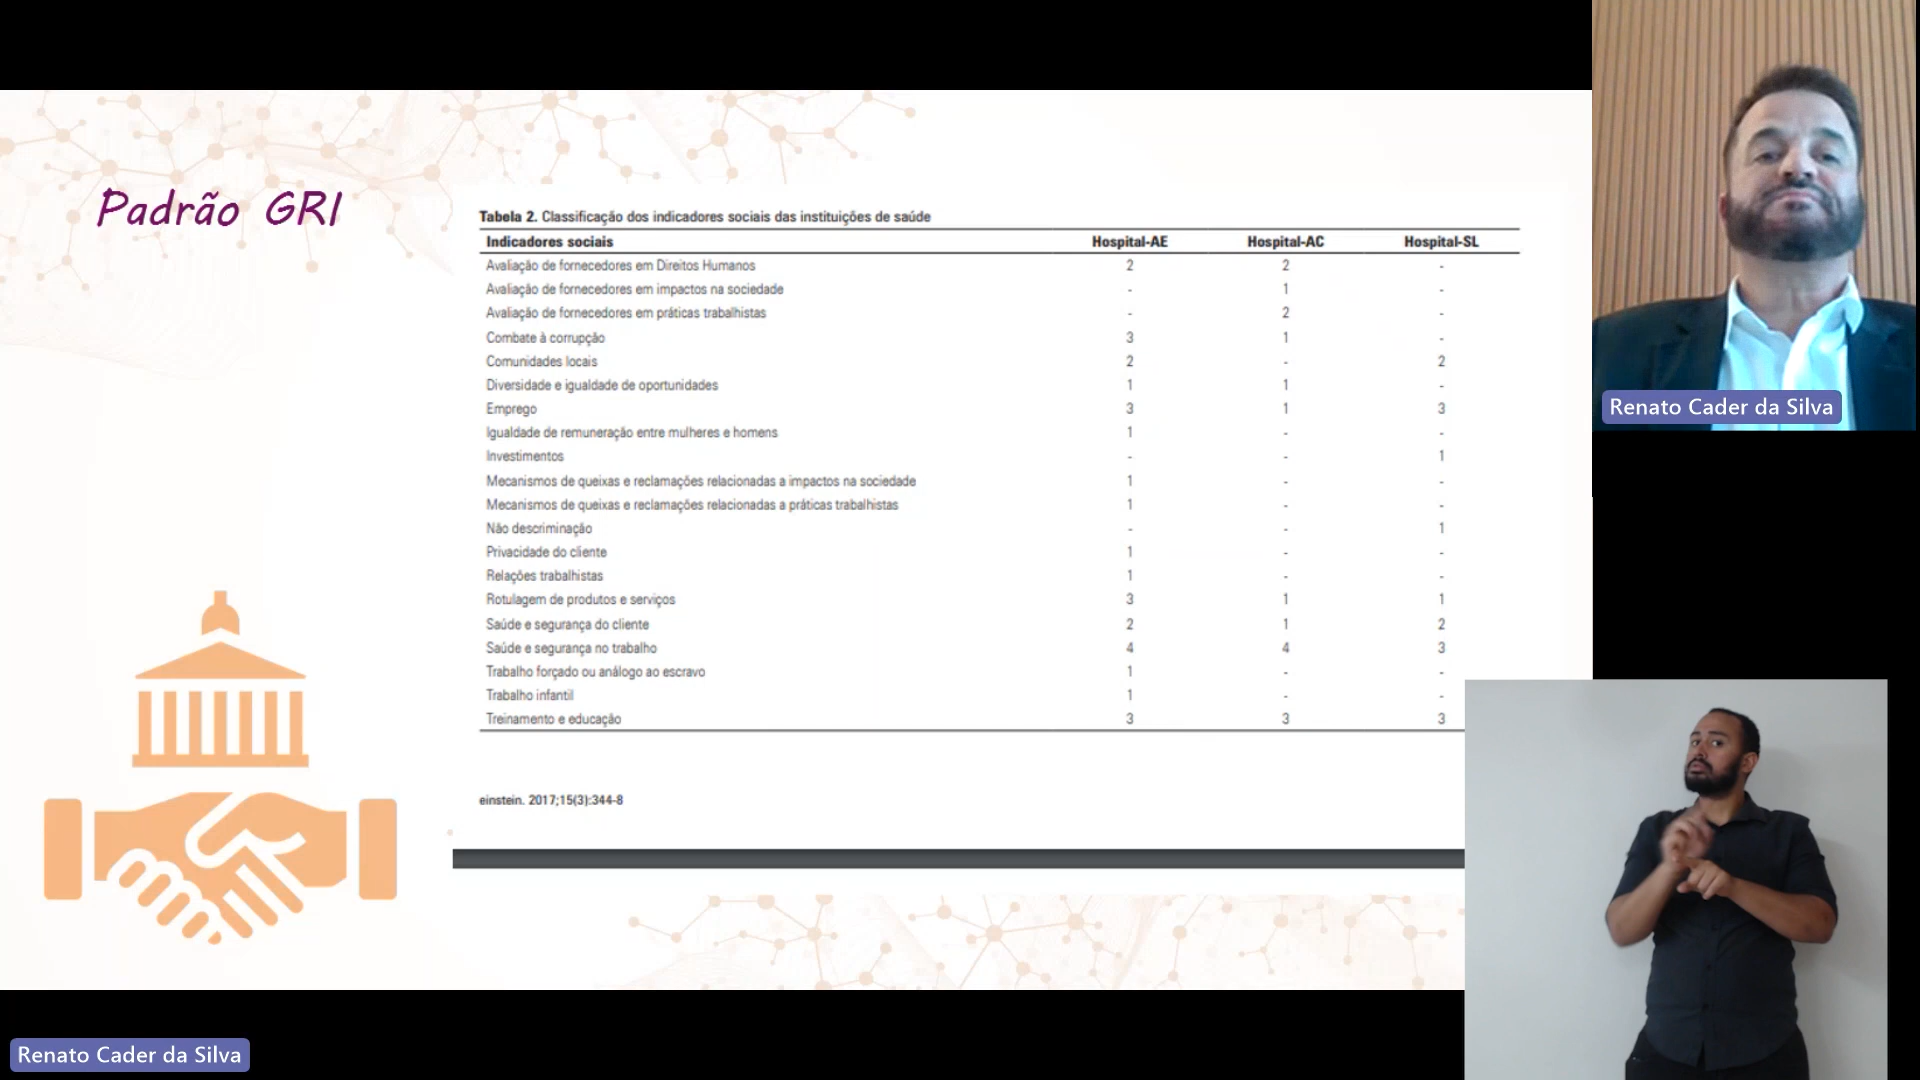 Padrão GRI
Tabela 2. Classificação dos indicadores sociais das instituições de saúde
Indicadores sociais Hospital-AE Hospital-AC Hospital-SL
Avaliação de fornecedores em Direitos Humanos 2 2 -
Avaliação de fornecedores em impactos na sociedade - 1 -
Avaliação de fornecedores em práticas trabalhistas - 2 -
Combate à corrupção 3 1 -
Comunidades locais 2 - 2
Diversidade e igualdade de oportunidades 1 1 -
Emprego 3 1 3
Igualdade de remuneração entre mulheres e homens 1 - -
Investimentos - - 1
Mecanismos de queixas e reclamações relacionadas a impactos na sociedade 1 - -
Mecanismos de queixas e reclamações relacionadas a práticas trabalhistas 1 - -
Não descriminação - - 1
Privacidade do cliente 1 - -
Relações trabalhistas 1 - -
Rotulagem de produtos e serviços 3 1 1
Saúde e segurança do cliente 2 1 2
Saúde e segurança no trabalho 4 4 3
Trabalho forçado ou análogo ao escravo 1 - -
Trabalho infantil 1 - -
Treinamento e educação 3 3 3
einstein. 2017;15(3):344-8
Renato Cader da Silva
Renato Cader da Silva